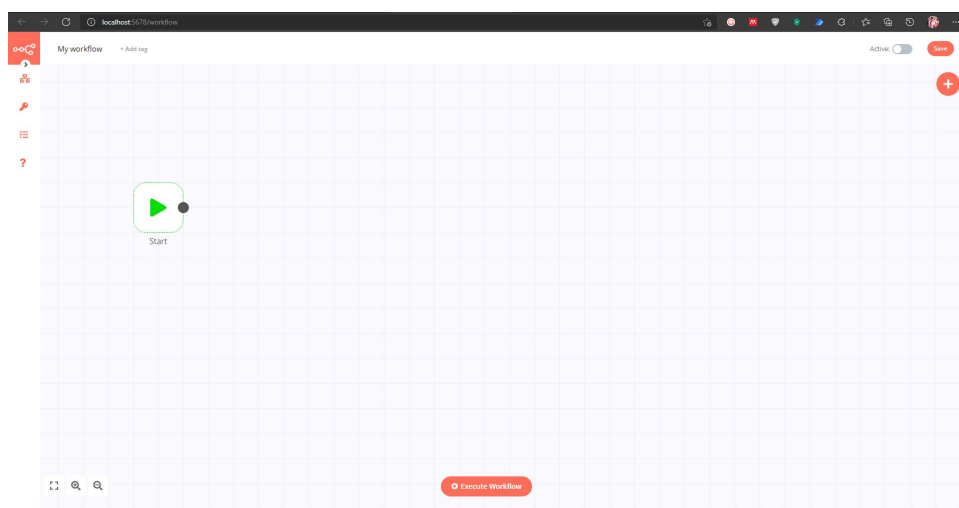 localhost:5678/workflow
My workflow
+ Add tag
Active:
Save
?
Start
Execute Workflow